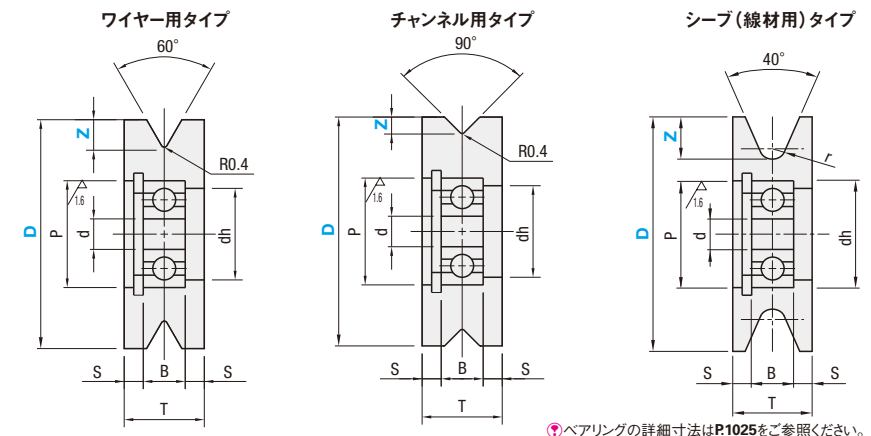 ワイヤー用タイプ
60°
Z
R0.4
1.6
D
P
d
dh
S
B
S
T
チャンネル用タイプ
90°
Z
R0.4
1.6
D
P
d
dh
S
B
S
T
シーブ(線材用)タイプ
40°
Z
r
1.6
D
P
d
dh
S
B
S
T
?ベアリングの詳細寸法はP.1025をご参照ください。